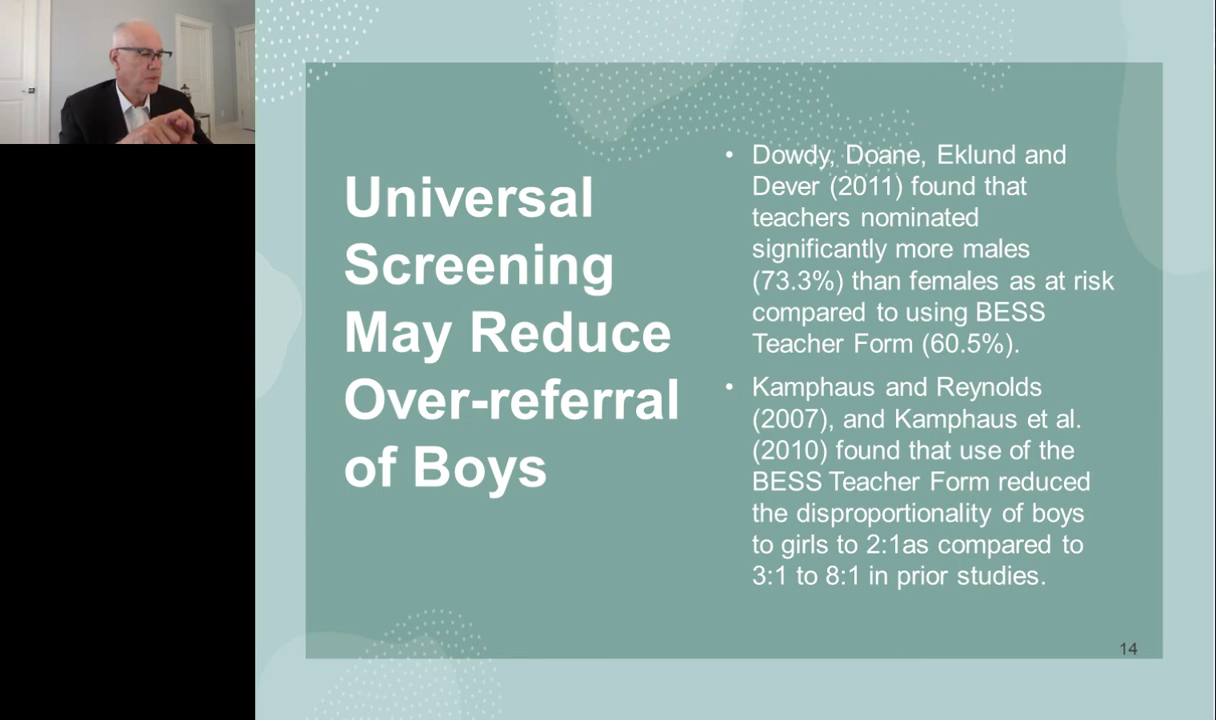 Universal
Screening
May Reduce
Over-referral
of Boys
• Dowdy, Doane, Eklund and
Dever (2011) found that
teachers nominated
significantly more males
(73.3%) than females as at risk
compared to using BESS
Teacher Form (60.5%).
• Kamphaus and Reynolds
(2007), and Kamphaus et al.
(2010) found that use of the
BESS Teacher Form reduced
the disproportionality of boys
to girls to 2:1as compared to
3:1 to 8:1 in prior studies.
14